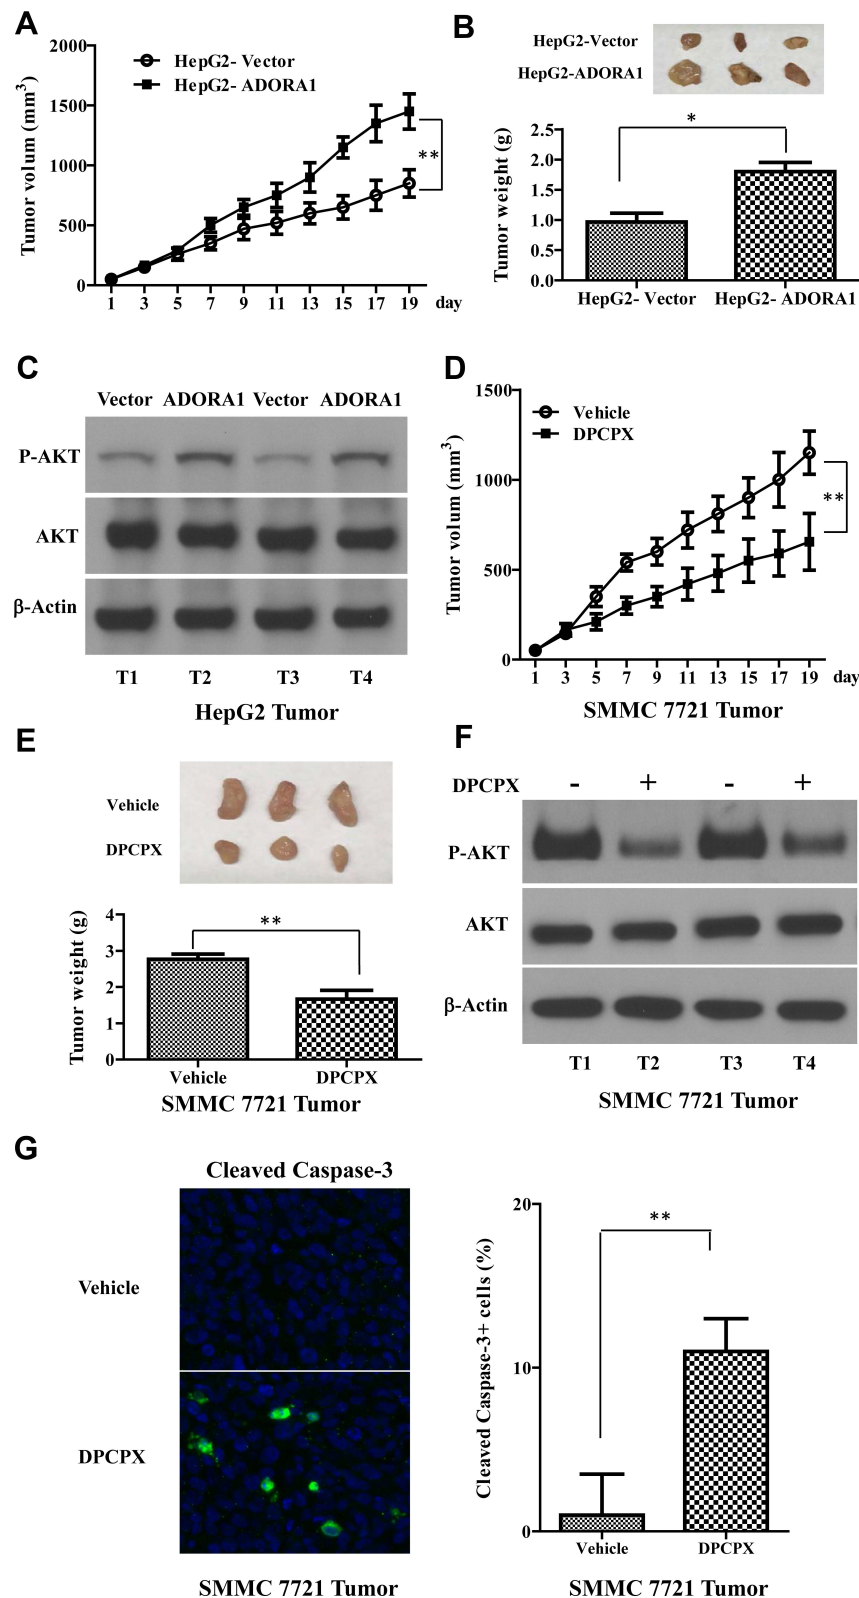 A
2000
1500
1000
500
0
Tumor volum (mm3)
HepG2- Vector
HepG2- ADORA1
**
1 3 5 7 9 11 13 15 17 19 day
B
HepG2-Vector
HepG2-ADORA1
*
2.5
2.0
1.5
1.0
0.5
0.0
Tumor weight (g)
HepG2- Vector HepG2- ADORA1
C
Vector ADORA1 Vector ADORA1
P-AKT
AKT
β-Actin
T1 T2 T3 T4
HepG2 Tumor
D
1500
1000
500
0
Tumor volum (mm3)
Vehicle
DPCPX
**
1 3 5 7 9 11 13 15 17 19 day
SMMC 7721 Tumor
E
Vehicle
DPCPX
**
4
3
2
1
0
Tumor weight (g)
Vehicle DPCPX
SMMC 7721 Tumor
F
DPCPX - + - +
P-AKT
AKT
β-Actin
T1 T2 T3 T4
SMMC 7721 Tumor
G
Cleaved Caspase-3
Vehicle
DPCPX
SMMC 7721 Tumor
20
10
0
Cleaved Caspase-3+ cells (%)
**
Vehicle DPCPX
SMMC 7721 Tumor